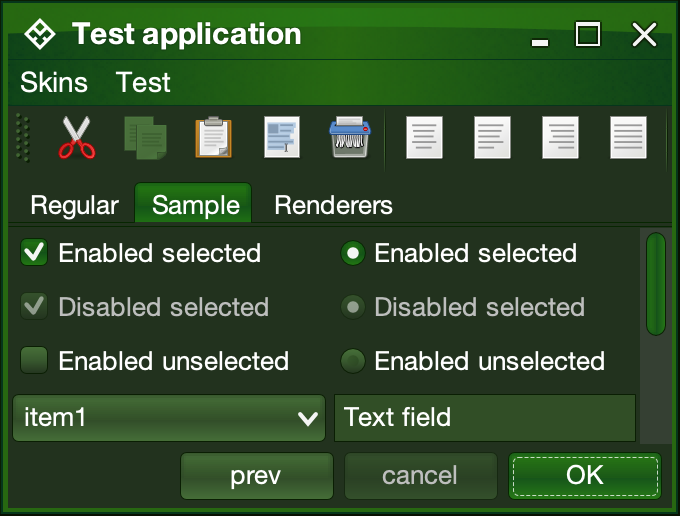 Test application
Skins Test
Regular Sample Renderers
Enabled selected Enabled selected
Disabled selected Disabled selected
Enabled unselected Enabled unselected
item1 Text field
prev cancel OK